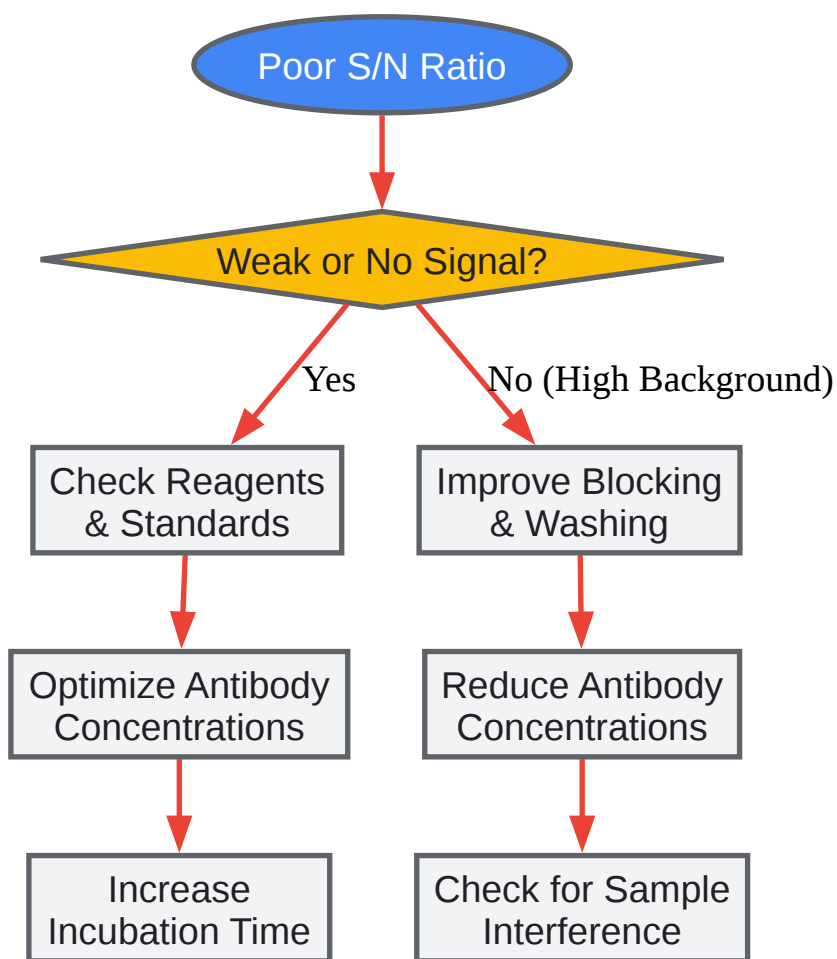 Poor S/N Ratio
Weak or No Signal?
Yes
No (High Background)
Check Reagents
& Standards
Improve Blocking
& Washing
Optimize Antibody
Concentrations
Reduce Antibody
Concentrations
Increase
Incubation Time
Check for Sample
Interference